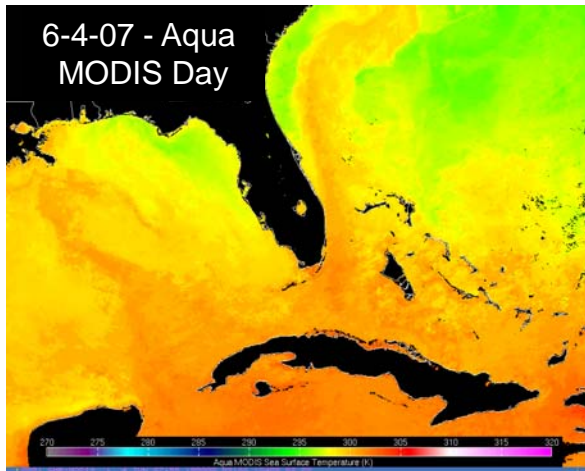 6-4-07 - Aqua
MODIS Day
270 275 280 285 290 295 300 305 310 315 320
Aqua MODIS Sea Surface Temperature (K)